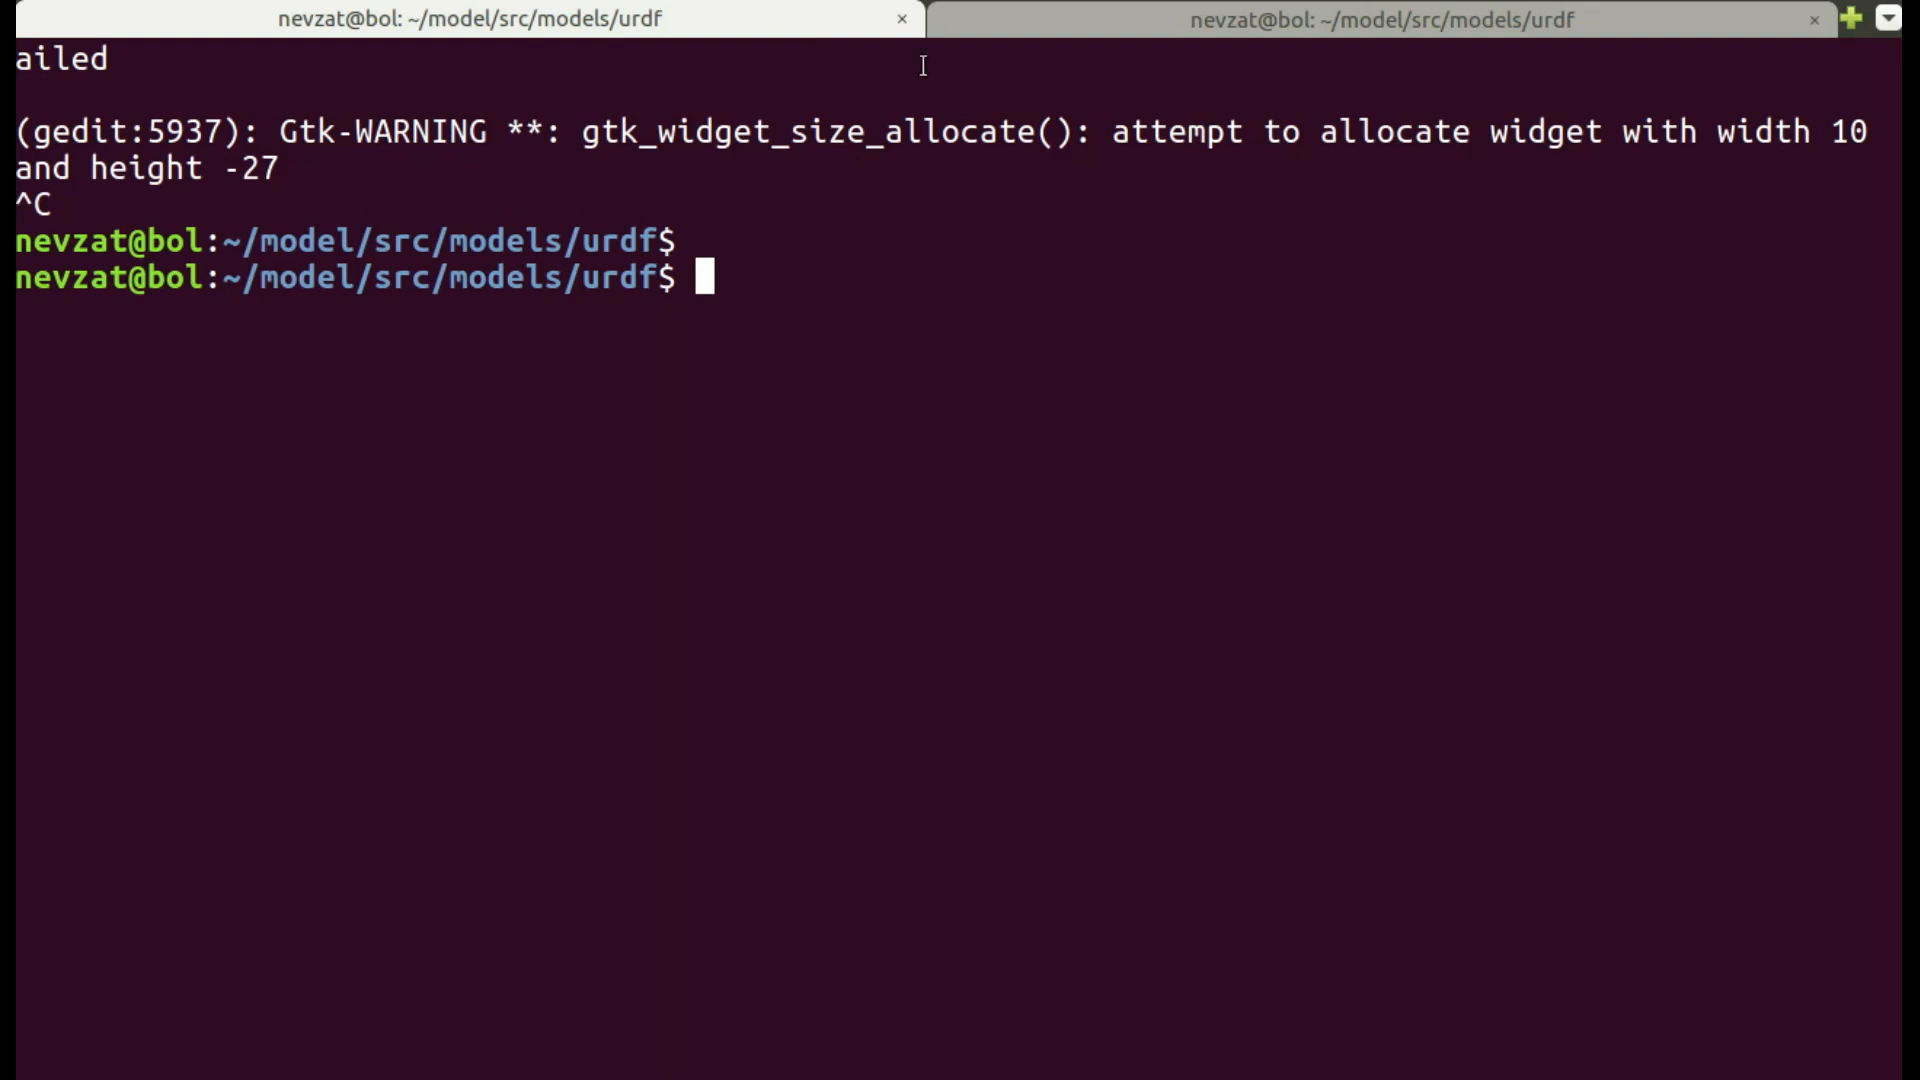 nevzat@bol: ~/model/src/models/urdf × nevzat@bol: ~/model/src/models/urdf ×
ailed
(gedit:5937): Gtk-WARNING **: gtk_widget_size_allocate(): attempt to allocate widget with width 10
and height -27
^C
nevzat@bol:~/model/src/models/urdf$
nevzat@bol:~/model/src/models/urdf$